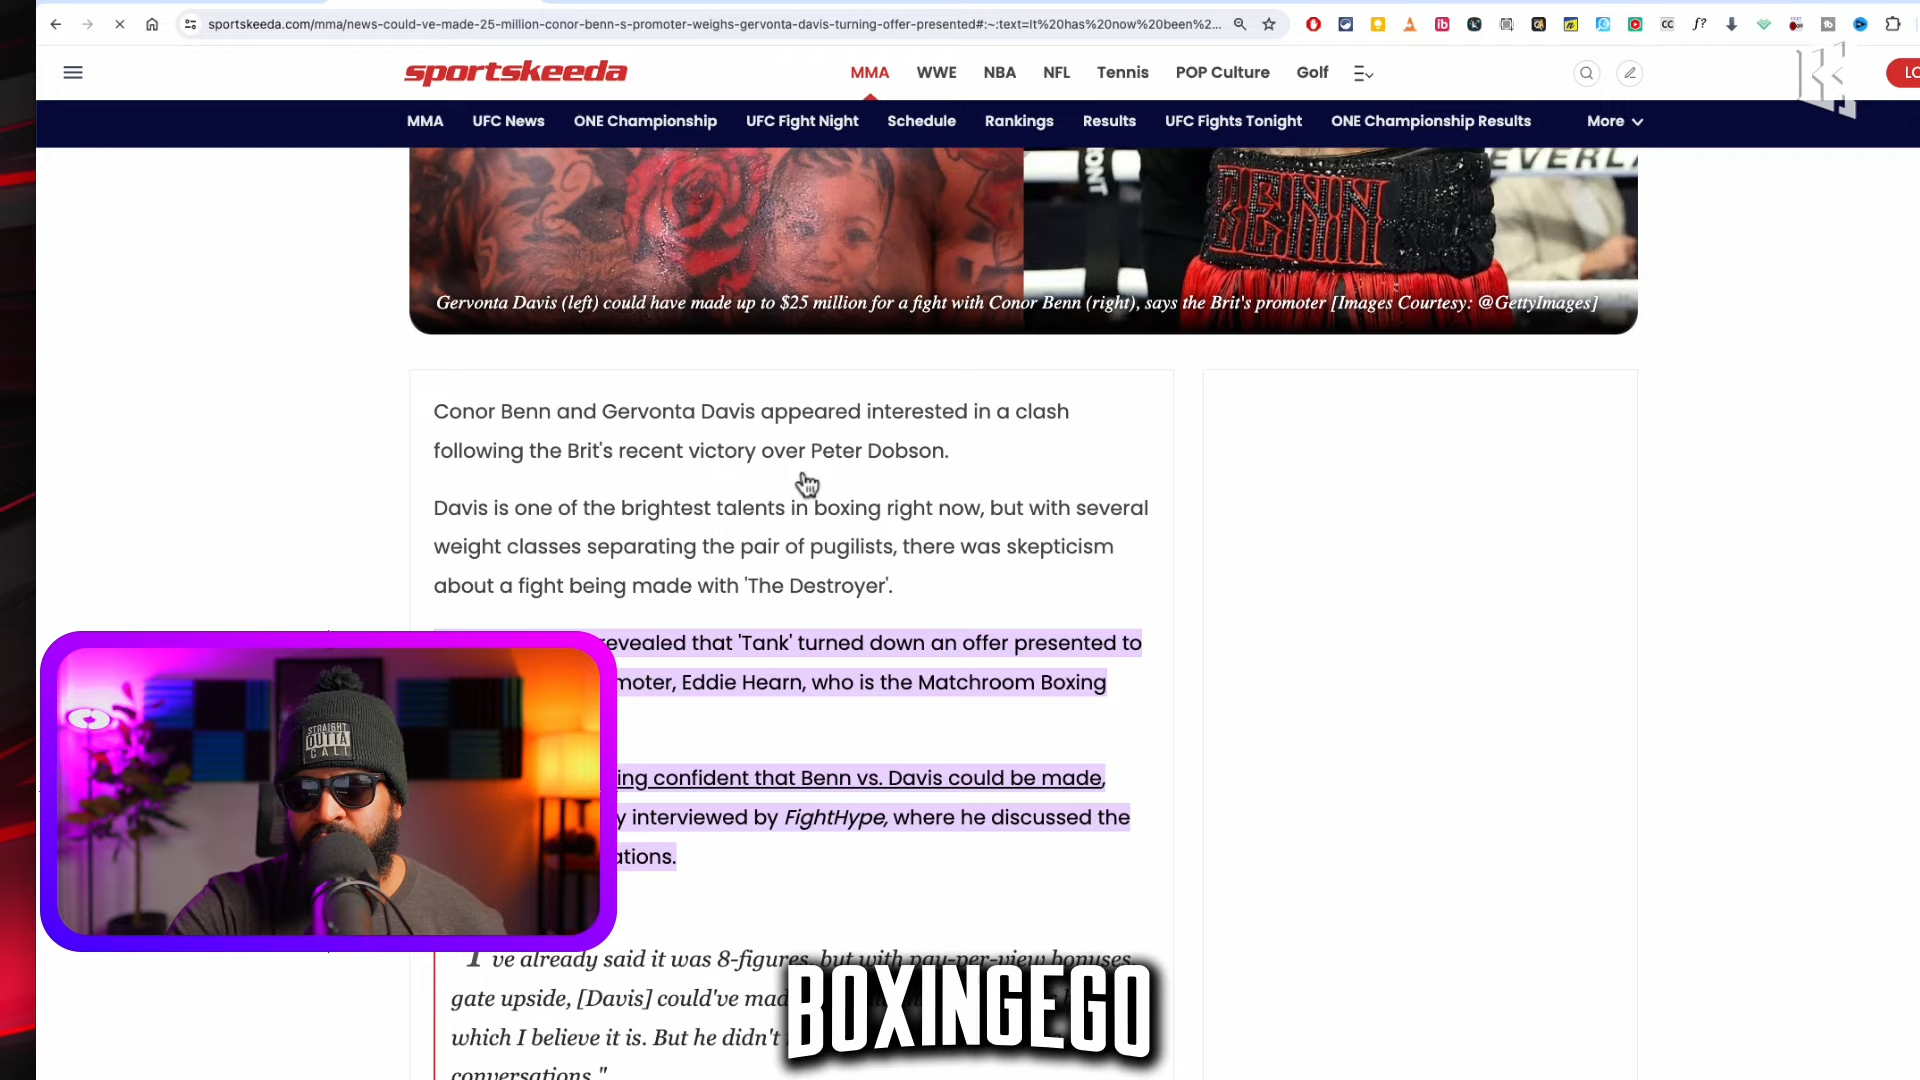 sportskeeda.com/mma/news-could-ve-made-25-million-conor-benn-s-promoter-weighs-gervonta-davis-turning-offer-presented#:~:text=It%20has%20now%20been%2...
sportskeeda
MMA WWE NBA NFL Tennis POP Culture Golf
MMA UFC News ONE Championship UFC Fight Night Schedule Rankings Results UFC Fights Tonight ONE Championship Results More
BENN
Gervonta Davis (left) could have made up to $25 million for a fight with Conor Benn (right), says the Brit's promoter [Images Courtesy: @GettyImages]
Conor Benn and Gervonta Davis appeared interested in a clash
following the Brit's recent victory over Peter Dobson.
Davis is one of the brightest talents in boxing right now, but with several
weight classes separating the pair of pugilists, there was skepticism
about a fight being made with 'The Destroyer'.
revealed that 'Tank' turned down an offer presented to
moter, Eddie Hearn, who is the Matchroom Boxing
ing confident that Benn vs. Davis could be made,
y interviewed by FightHype, where he discussed the
ations.
STRAIGHT
OUTTA
CALI
I've already said it was 8-figures, but with pay-per-view bonuses,
gate upside, [Davis] could've mad
which I believe it is. But he didn't
conversations."
BOXINGEGO